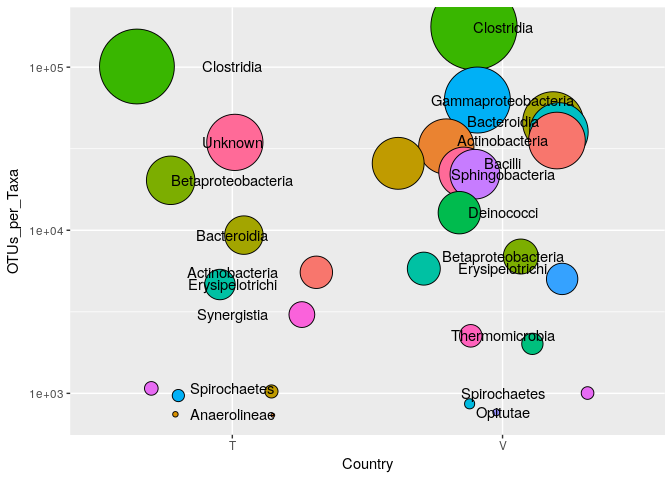 OTUs_per_Taxa
1e+05
1e+04
1e+03
Clostridia
Unknown
Betaproteobacteria
Bacteroidia
Actinobacteria
Erysipelotrichi
Synergistia
Spirochaetes
Anaerolineae
Clostridia
Gammaproteobacteria
Bacteroidia
Actinobacteria
Bacilli
Sphingobacteria
Deinococci
Betaproteobacteria
Erysipelotrichi
Thermomicrobia
Spirochaetes
Opitutae
T
V
Country